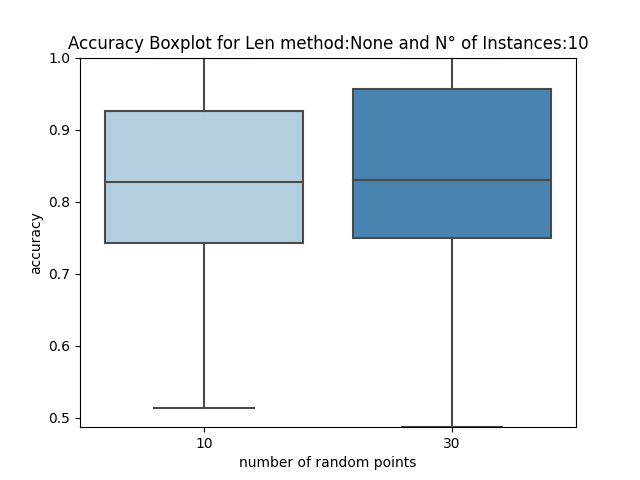 Accuracy Boxplot for Len method:None and N° of Instances:10
1.0
0.9
0.8
0.7
0.6
0.5
accuracy
10
30
number of random points